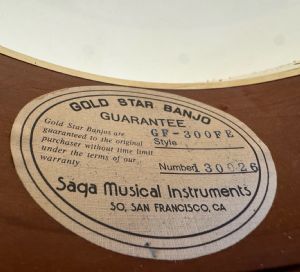 GOLD STAR BANJO
GUARANTEE
Gold Star Banjos are
guaranteed to the original
purchaser without time limit
under the terms of our
warranty.
GF-300FE
Style
Number 130026
Saga Musical Instruments
SO. SAN FRANCISCO, CA